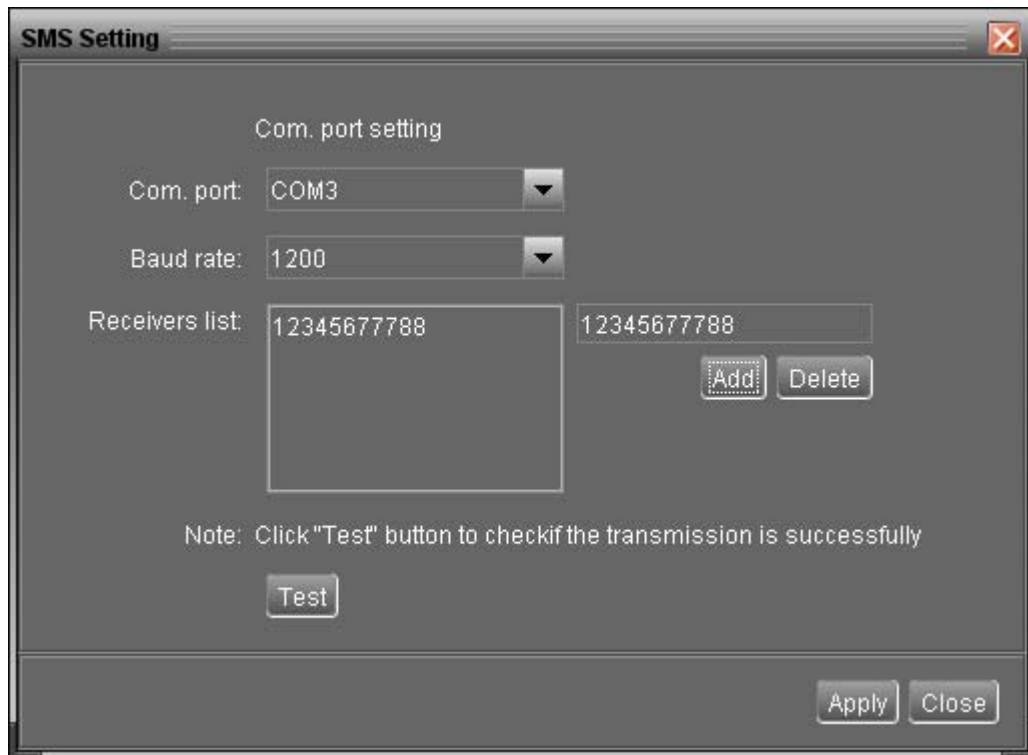 SMS Setting
Com. port setting
Com. port: COM3
Baud rate: 1200
Receivers list: 12345677788 12345677788
Add Delete
Note: Click "Test" button to checkif the transmission is successfully
Test
Apply Close